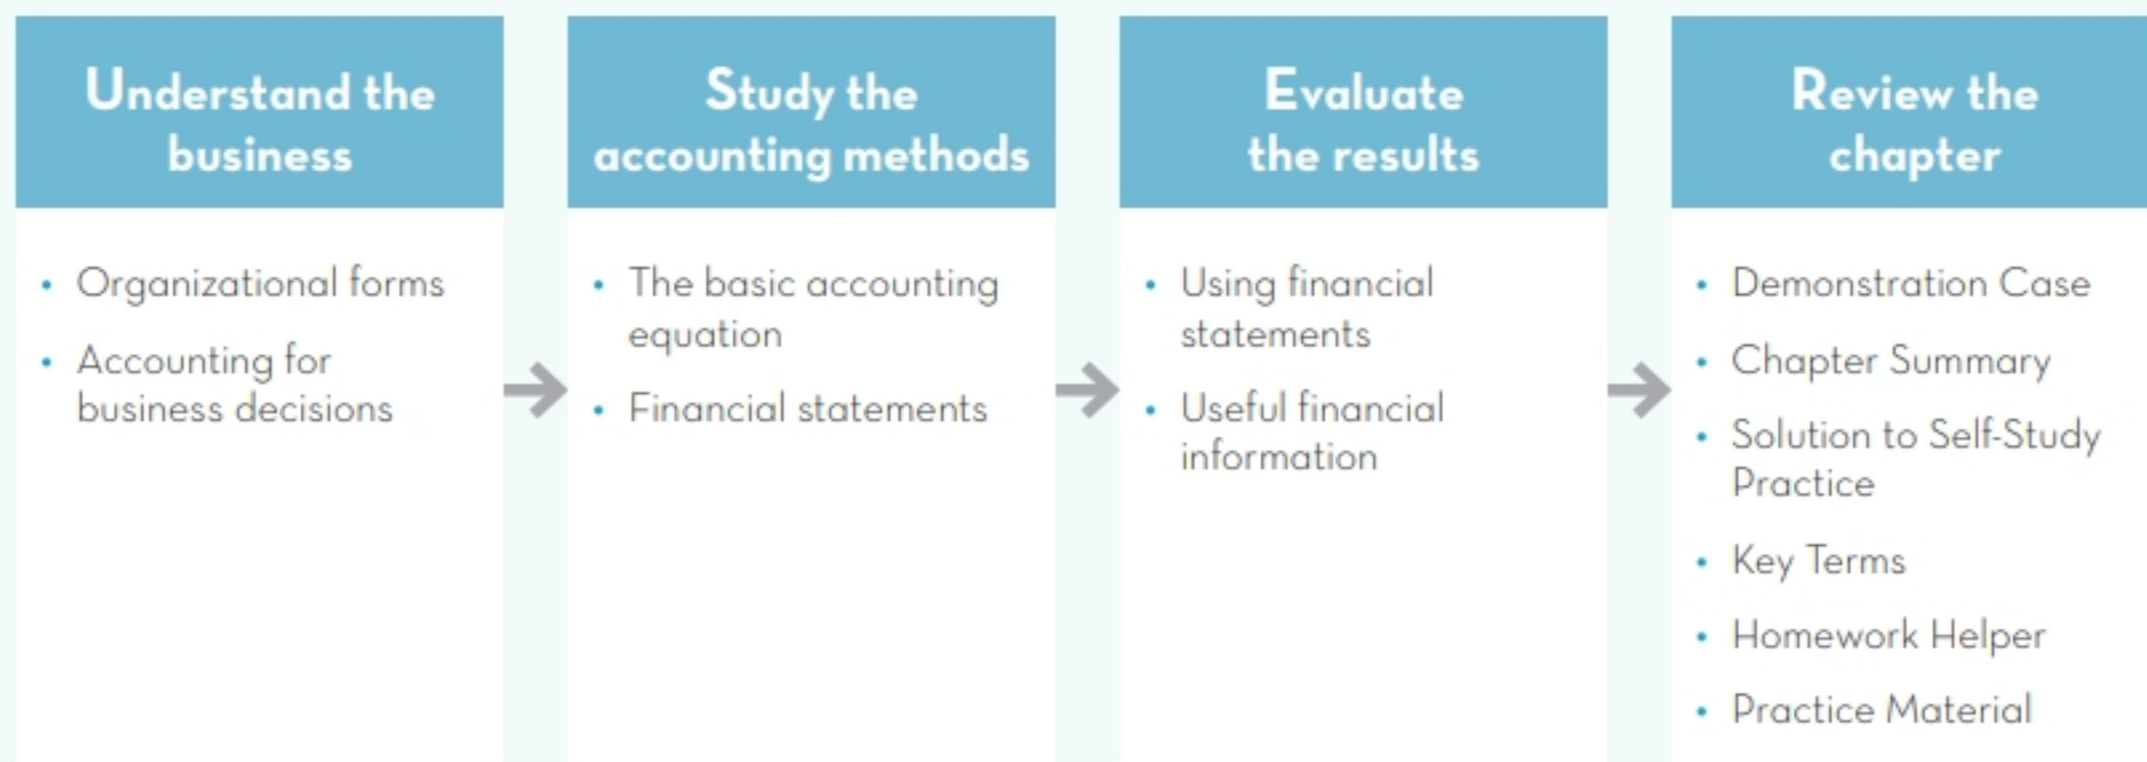 Understand the
business
• Organizational forms
• Accounting for
business decisions
Study the
accounting methods
• The basic accounting
equation
• Financial statements
Evaluate
the results
• Using financial
statements
• Useful financial
information
Review the
chapter
• Demonstration Case
• Chapter Summary
• Solution to Self-Study
Practice
• Key Terms
• Homework Helper
• Practice Material